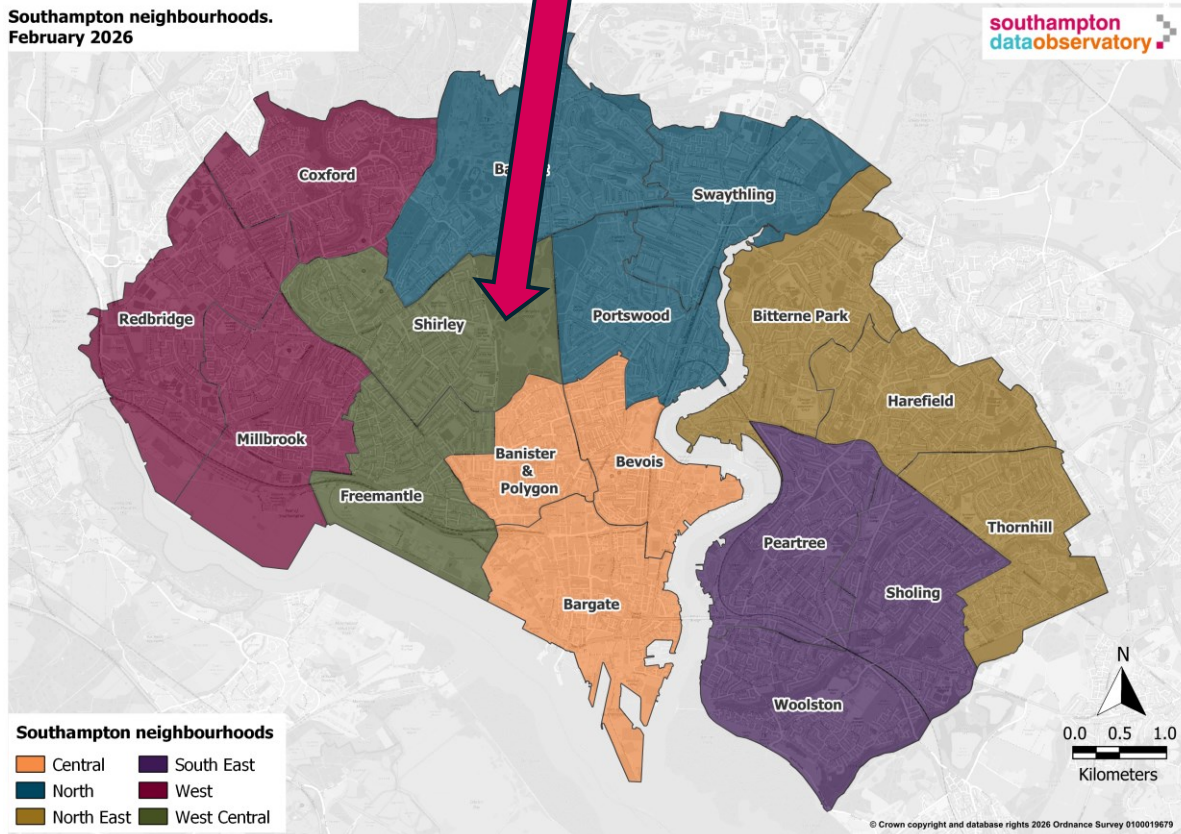 Southampton neighbourhoods.
February 2026
southampton
dataobservatory
Coxford
Swaythling
Redbridge
Shirley
Portswood
Bitterne Park
Harefield
Millbrook
Banister
&
Polygon
Bevois
Freemantle
Thornhill
Peartree
Sholing
Bargate
Woolston
N
0.0 0.5 1.0
Kilometers
Southampton neighbourhoods
Central
South East
North
West
North East
West Central
© Crown copyright and database rights 2026 Ordnance Survey 0100019679